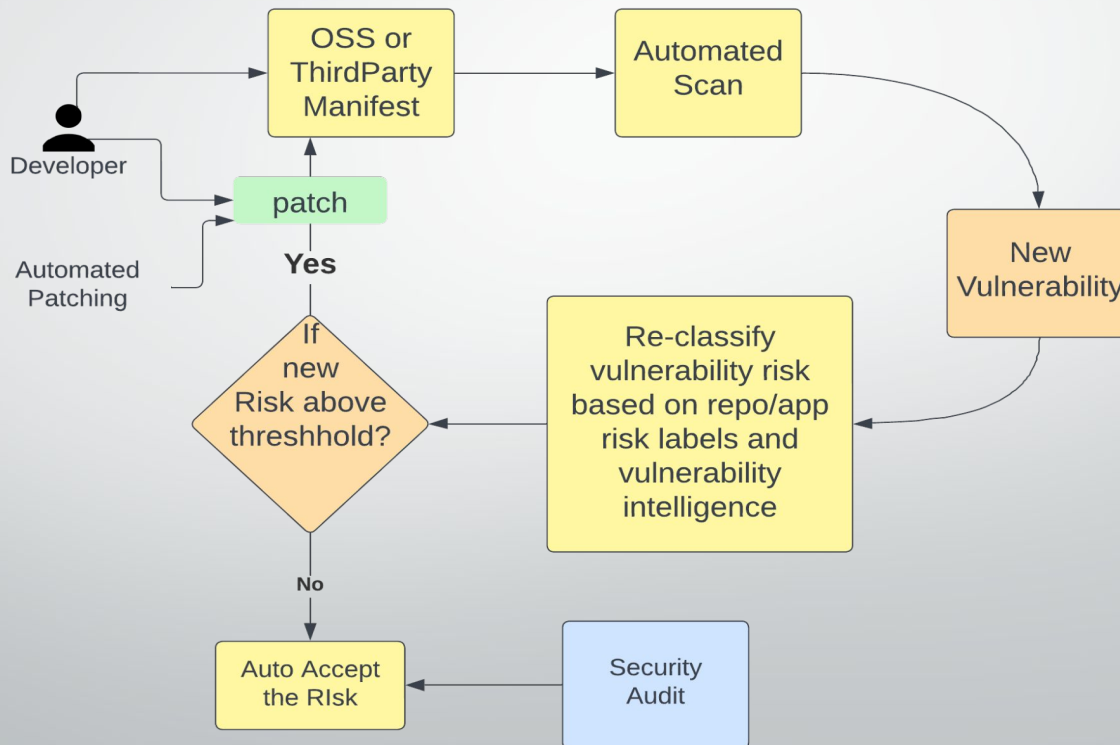 OSS or
ThirdParty
Manifest
Automated
Scan
Developer
patch
Automated
Patching
Yes
New
Vulnerability
If
new
Risk above
threshhold?
Re-classify
vulnerability risk
based on repo/app
risk labels and
vulnerability
intelligence
No
Auto Accept
the RIsk
Security
Audit